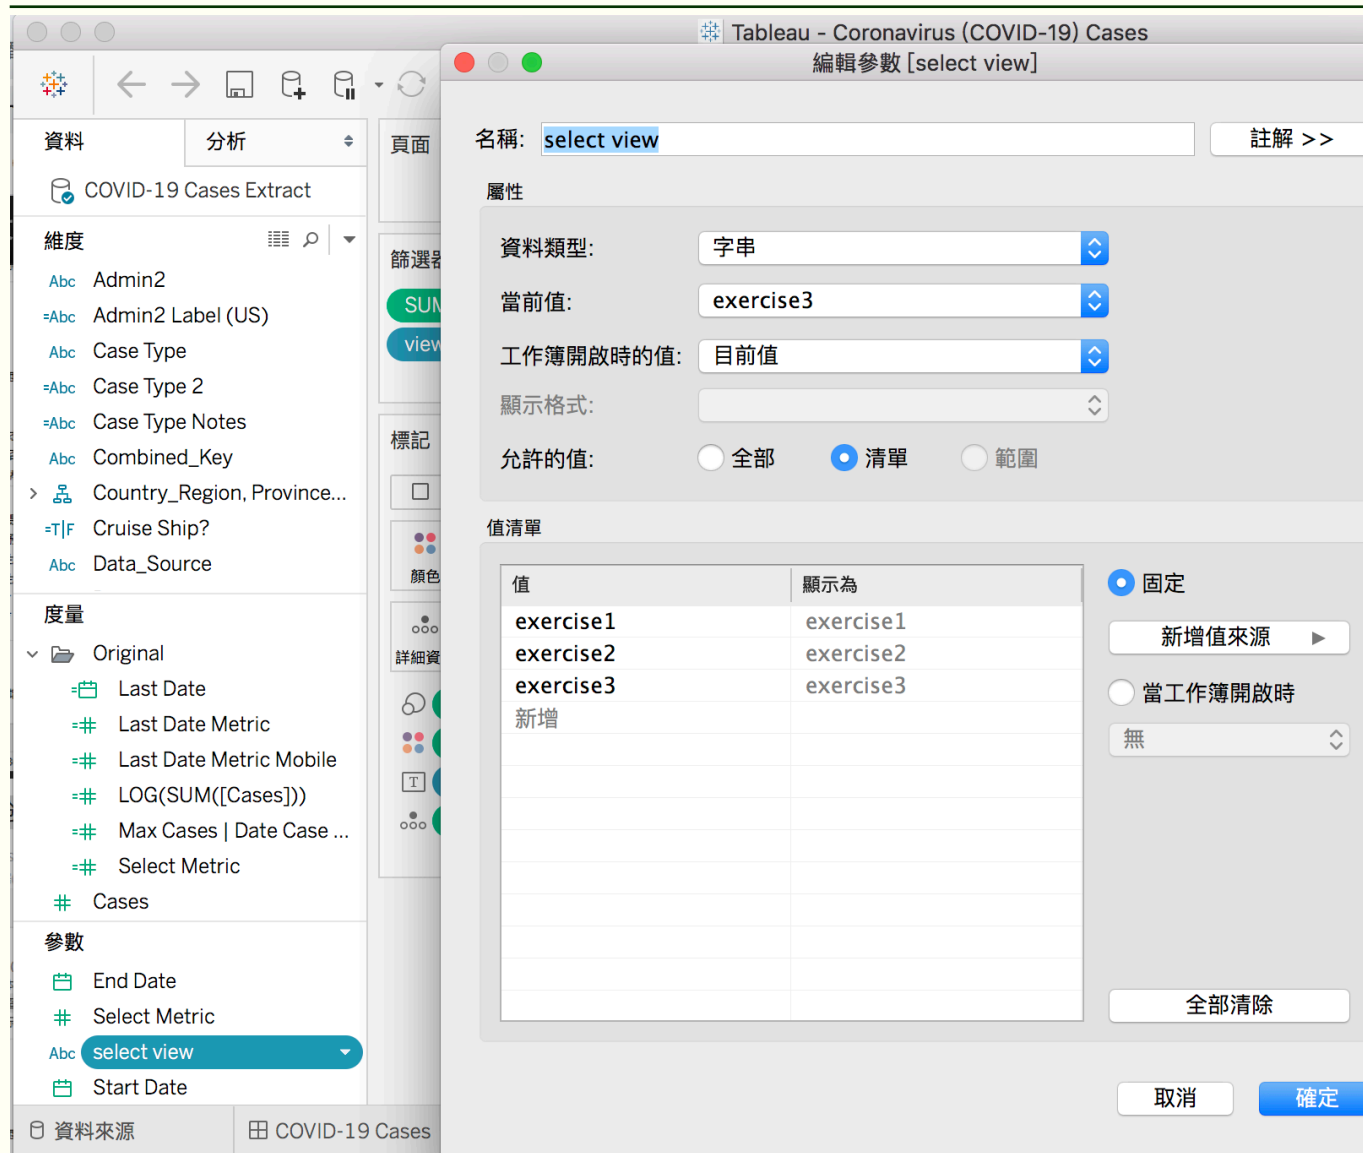 Tableau - Coronavirus (COVID-19) Cases
編輯參數 [select view]
資料
分析
COVID-19 Cases Extract
維度
Abc Admin2
=Abc Admin2 Label (US)
Abc Case Type
=Abc Case Type 2
=Abc Case Type Notes
Abc Combined_Key
Country_Region, Province...
=T|F Cruise Ship?
Abc Data_Source
度量
Original
Last Date
Last Date Metric
Last Date Metric Mobile
LOG(SUM([Cases]))
Max Cases | Date Case ...
Select Metric
Cases
參數
End Date
Select Metric
Abc select view
Start Date
資料來源
COVID-19 Cases
頁面
篩選器
SUM
view
標記
顏色
詳細資
T
名稱: select view
註解 >>
屬性
資料類型: 字串
當前值: exercise3
工作簿開啟時的值: 目前值
顯示格式:
允許的值: 全部 清單 範圍
值清單
值 顯示為
exercise1 exercise1
exercise2 exercise2
exercise3 exercise3
新增
固定
新增值來源
當工作簿開啟時
無
全部清除
取消
確定